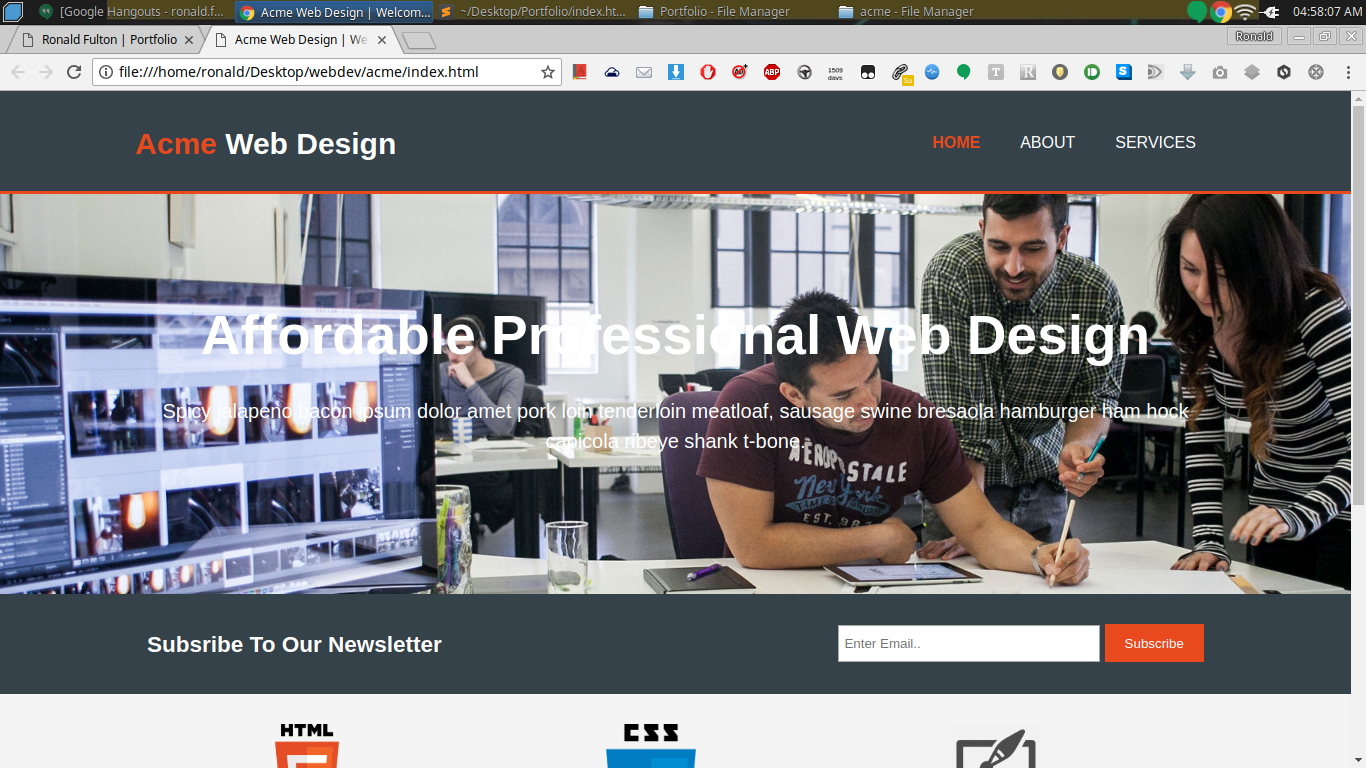 [Google Hangouts - ronald.f...
Acme Web Design | Welcom...
~/Desktop/Portfolio/index.ht...
Portfolio - File Manager
acme - File Manager
04:58:07 AM
Ronald Fulton | Portfolio
Acme Web Design | We
Ronald
file:///home/ronald/Desktop/webdev/acme/index.html
ABP
1509
days
Su
Acme Web Design
HOME
ABOUT
SERVICES
Affordable Professional Web Design
Spicy jalapeno bacon ipsum dolor amet pork loin tenderloin meatloaf, sausage swine bresaola hamburger ham hock
capicola ribeye shank t-bone.
AÉROPOSTALE
New York
Subsribe To Our Newsletter
Enter Email..
Subscribe
HTML
CSS